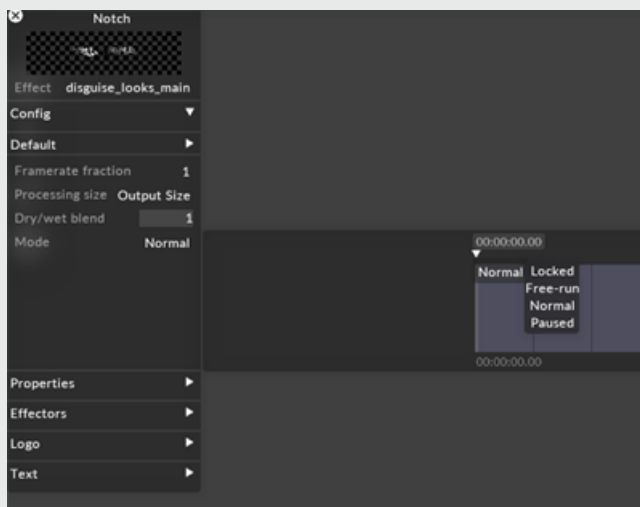 Notch
Effect disguise_looks_main
Config
Default
Framerate fraction 1
Processing size Output Size
Dry/wet blend 1
Mode Normal
00:00:00.00
Normal
Locked
Free-run
Normal
Paused
00:00:00.00
Properties
Effectors
Logo
Text